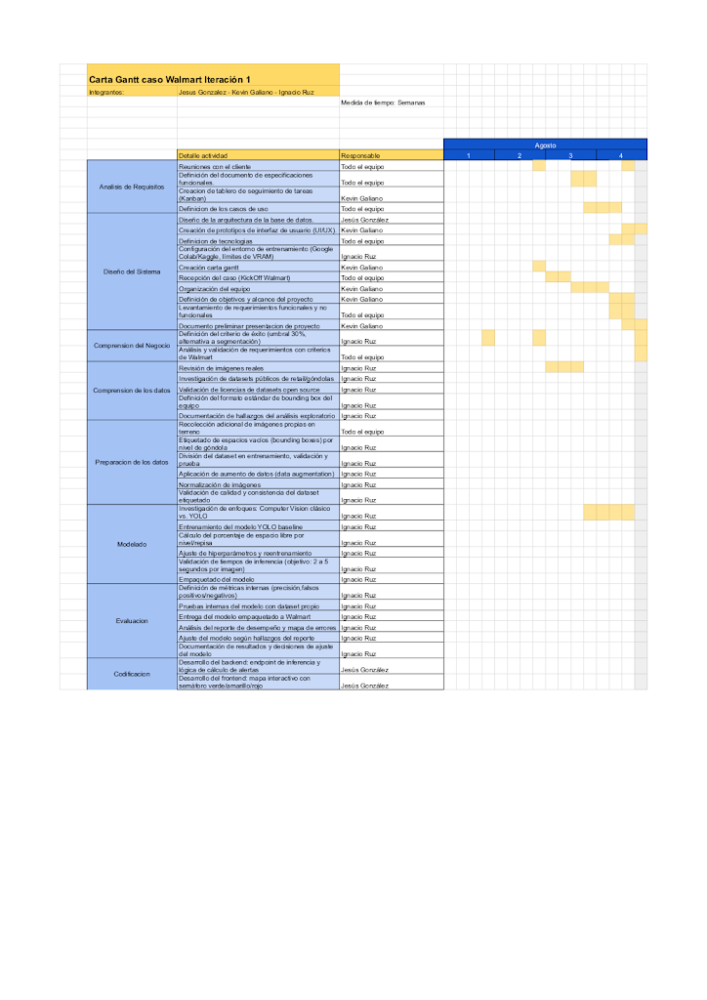 Carta Gantt caso Walmart Iteración 1
Integrantes: Jesus Gonzalez - Kevin Galiano - Ignacio Ruz
Medida de tiempo: Semanas
Agosto
Detalle actividad Responsable 1 2 3 4
Analisis de Requisitos
Reuniones con el cliente Todo el equipo
Definición del documento de especificaciones
funcionales. Todo el equipo
Creacion de tablero de seguimiento de tareas
(Kanban) Kevin Galiano
Definicion de los casos de uso Todo el equipo
Diseño del Sistema
Diseño de la arquitectura de la base de datos. Jesús González
Creación de prototipos de interfaz de usuario (UI/UX) Kevin Galiano
Definicion de tecnologias Todo el equipo
Configuración del entorno de entrenamiento (Google
Colab/Kaggle, límites de VRAM) Ignacio Ruz
Creación carta gantt Kevin Galiano
Recepción del caso (KickOff Walmart) Todo el equipo
Organización del equipo Kevin Galiano
Definición de objetivos y alcance del proyecto Kevin Galiano
Levantamiento de requerimientos funcionales y no
funcionales Todo el equipo
Documento preliminar presentacion de proyecto Kevin Galiano
Comprension del Negocio
Definición del criterio de éxito (umbral 30%,
alternativa a segmentación) Ignacio Ruz
Análisis y validación de requerimientos con criterios
de Walmart Todo el equipo
Comprension de los datos
Revisión de imágenes reales Ignacio Ruz
Investigación de datasets públicos de retail/góndolas Ignacio Ruz
Validación de licencias de datasets open source Ignacio Ruz
Definición del formato estándar de bounding box del
equipo Ignacio Ruz
Documentación de hallazgos del análisis exploratorio Ignacio Ruz
Preparacion de los datos
Recolección adicional de imágenes propias en
terreno Todo el equipo
Etiquetado de espacios vacíos (bounding boxes) por
nivel de góndola Ignacio Ruz
División del dataset en entrenamiento, validación y
prueba Ignacio Ruz
Aplicación de aumento de datos (data augmentation) Ignacio Ruz
Normalización de imágenes Ignacio Ruz
Validación de calidad y consistencia del dataset
etiquetado Ignacio Ruz
Modelado
Investigación de enfoques: Computer Vision clásico
vs. YOLO Ignacio Ruz
Entrenamiento del modelo YOLO baseline Ignacio Ruz
Cálculo del porcentaje de espacio libre por
nivel/repisa Ignacio Ruz
Ajuste de hiperparámetros y reentrenamiento Ignacio Ruz
Validación de tiempos de inferencia (objetivo: 2 a 5
segundos por imagen) Ignacio Ruz
Empaquetado del modelo Ignacio Ruz
Evaluacion
Definición de métricas internas (precisión,falsos
positivos/negativos) Ignacio Ruz
Pruebas internas del modelo con dataset propio Ignacio Ruz
Entrega del modelo empaquetado a Walmart Ignacio Ruz
Análisis del reporte de desempeño y mapa de errores Ignacio Ruz
Ajuste del modelo según hallazgos del reporte Ignacio Ruz
Documentación de resultados y decisiones de ajuste
del modelo Ignacio Ruz
Codificacion
Desarrollo del backend: endpoint de inferencia y
lógica de cálculo de alertas Jesús González
Desarrollo del frontend: mapa interactivo con
semáforo verde/amarillo/rojo Jesús González